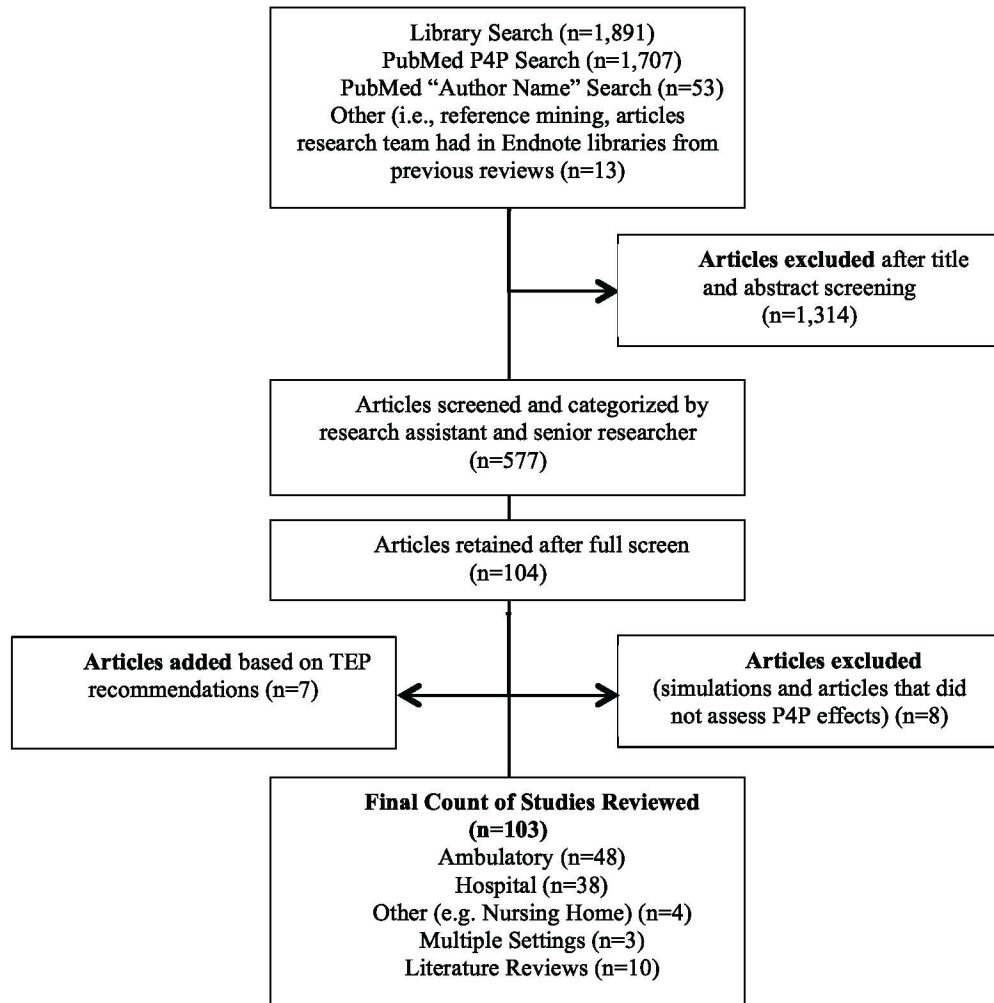 Library Search (n=1,891)
PubMed P4P Search (n=1,707)
PubMed “Author Name” Search (n=53)
Other (i.e., reference mining, articles
research team had in Endnote libraries from
previous reviews (n=13)
Articles excluded after title
and abstract screening
(n=1,314)
Articles screened and categorized by
research assistant and senior researcher
(n=577)
Articles retained after full screen
(n=104)
Articles added based on TEP
recommendations (n=7)
Articles excluded
(simulations and articles that did
not assess P4P effects) (n=8)
Final Count of Studies Reviewed
(n=103)
Ambulatory (n=48)
Hospital (n=38)
Other (e.g. Nursing Home) (n=4)
Multiple Settings (n=3)
Literature Reviews (n=10)